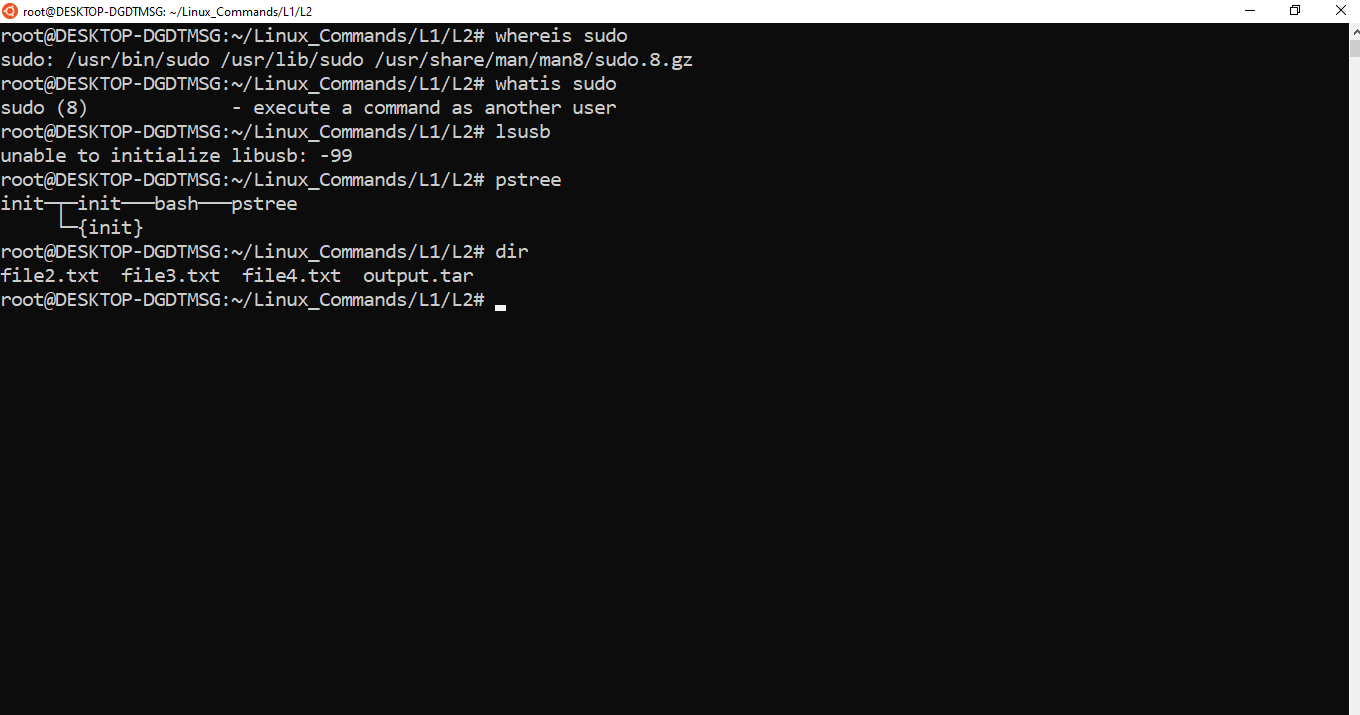 root@DESKTOP-DGDTMSG: ~/Linux_Commands/L1/L2
root@DESKTOP-DGDTMSG:~/Linux_Commands/L1/L2# whereis sudo
sudo: /usr/bin/sudo /usr/lib/sudo /usr/share/man/man8/sudo.8.gz
root@DESKTOP-DGDTMSG:~/Linux_Commands/L1/L2# whatis sudo
sudo (8)             - execute a command as another user
root@DESKTOP-DGDTMSG:~/Linux_Commands/L1/L2# lsusb
unable to initialize libusb: -99
root@DESKTOP-DGDTMSG:~/Linux_Commands/L1/L2# pstree
init─┬─init───bash───pstree
     └─{init}
root@DESKTOP-DGDTMSG:~/Linux_Commands/L1/L2# dir
file2.txt  file3.txt  file4.txt  output.tar
root@DESKTOP-DGDTMSG:~/Linux_Commands/L1/L2#